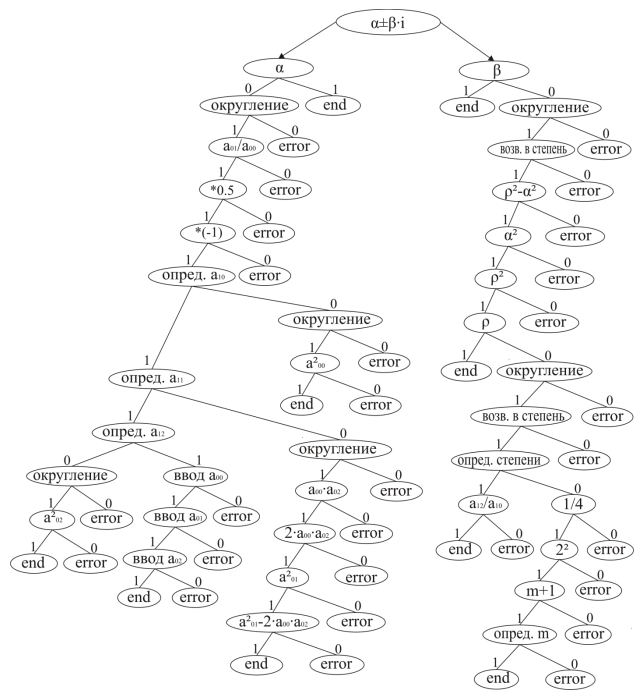 α±β·i
α β
0 1 1 0
округление end end округление
1 0 1 0
a₀₁/a₀₀ error возв. в степень error
1 0 1 0
*0.5 error ρ²-α² error
1 0 1 0
*(-1) error α² error
1 0 1 0
опред. a₁₀ error ρ² error
0 1 0
округление ρ error
1 0 1 0
1 a²₀₀ error end округление
опред. a₁₁ 1 0 1 0
end error
1 0 возв. в степень error
опред. a₁₂ округление 1 0
0 1 опред. степени error
округление ввод a₀₀ 1 0 1 0
1 0 1 0 a₀₀·a₀₂ error a₁₂/a₁₀ 1/4
a²₀₂ error ввод a₀₁ error 1 0 1 0 1 0
1 0 1 0 2·a₀₀·a₀₂ error end error 2² error
end error ввод a₀₂ error 1 0 1 0
1 0 a²₀₁ error m+1 error
end error 1 0 1 0
a²₀₁-2·a₀₀·a₀₂ error опред. m error
1 0 1 0
end error end error